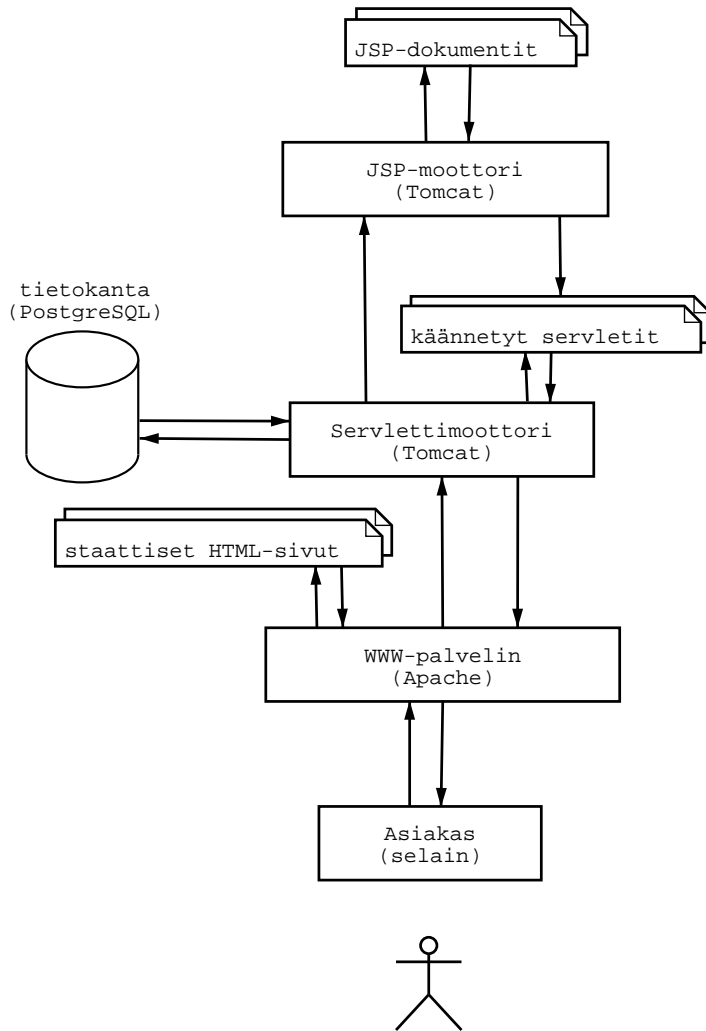 JSP-dokumentit
JSP-moottori
(Tomcat)
tietokanta
(PostgreSQL)
käännetyt servletit
Servlettimoottori
(Tomcat)
staattiset HTML-sivut
WWW-palvelin
(Apache)
Asiakas
(selain)